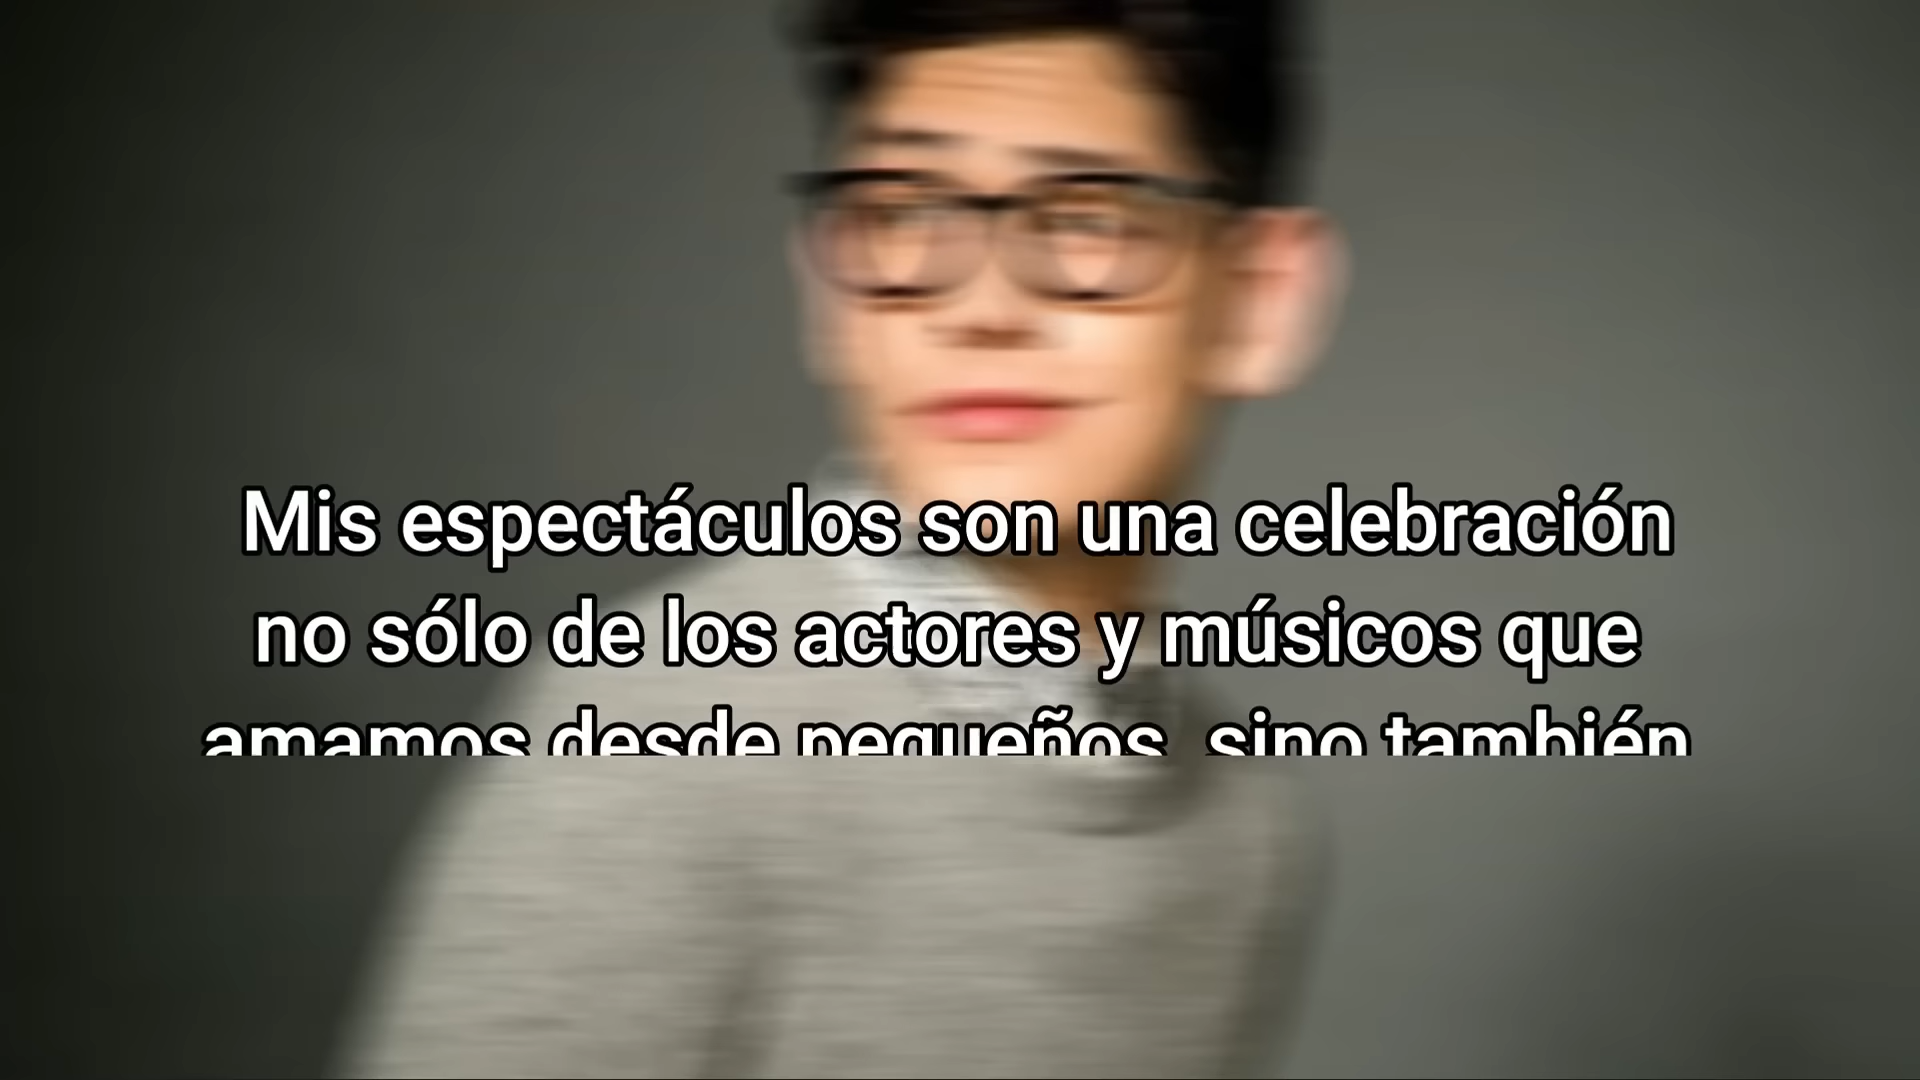 Mis espectáculos son una celebración
no sólo de los actores y músicos que
amamos desde pequeños, sino también